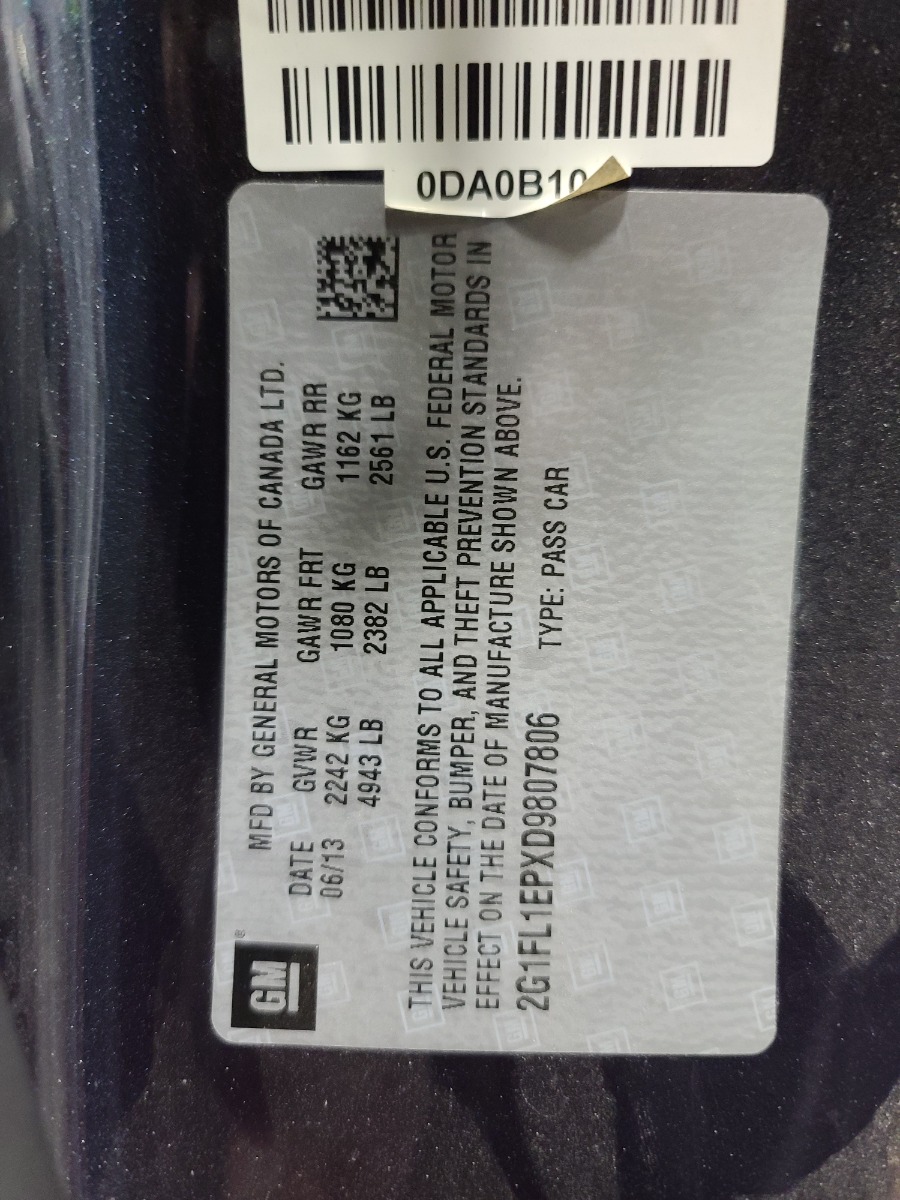 0DA0B10
MFD BY GENERAL MOTORS OF CANADA LTD.
DATE GVWR GAWR FRT GAWR RR
06/13 2242 KG 1080 KG 1162 KG
4943 LB 2382 LB 2561 LB
THIS VEHICLE CONFORMS TO ALL APPLICABLE U.S. FEDERAL MOTOR
VEHICLE SAFETY, BUMPER, AND THEFT PREVENTION STANDARDS IN
EFFECT ON THE DATE OF MANUFACTURE SHOWN ABOVE.
2G1FL1EPXD9807806 TYPE: PASS CAR
GM®